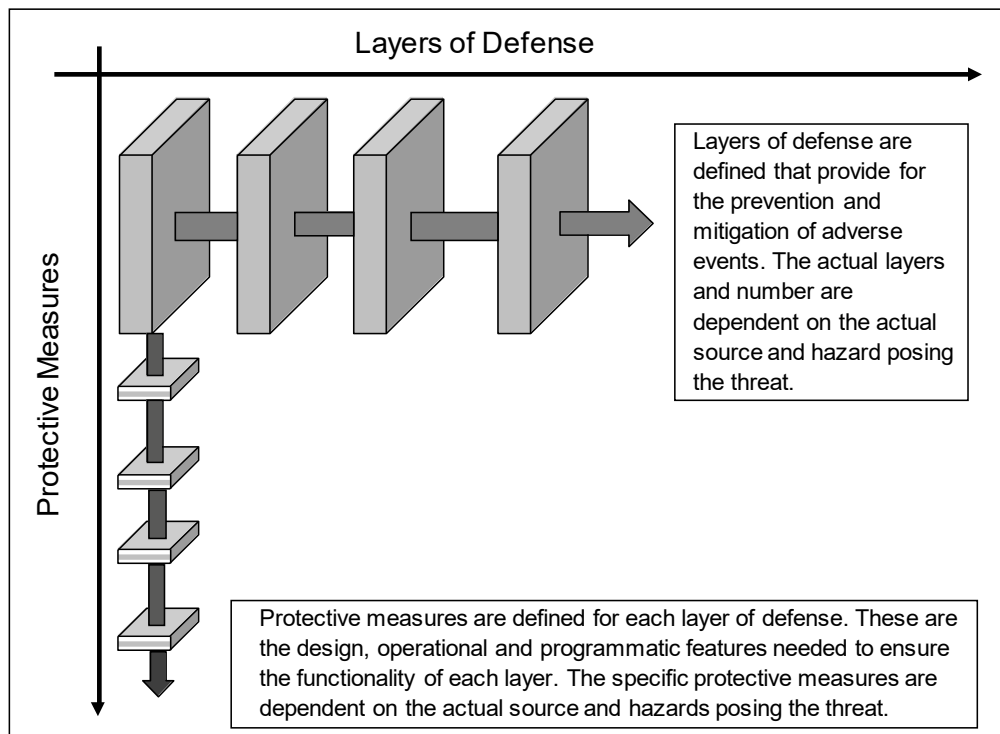 Layers of Defense
Layers of defense are
defined that provide for
the prevention and
mitigation of adverse
events. The actual layers
and number are
dependent on the actual
source and hazard posing
the threat.
Protective Measures
Protective measures are defined for each layer of defense. These are
the design, operational and programmatic features needed to ensure
the functionality of each layer. The specific protective measures are
dependent on the actual source and hazards posing the threat.